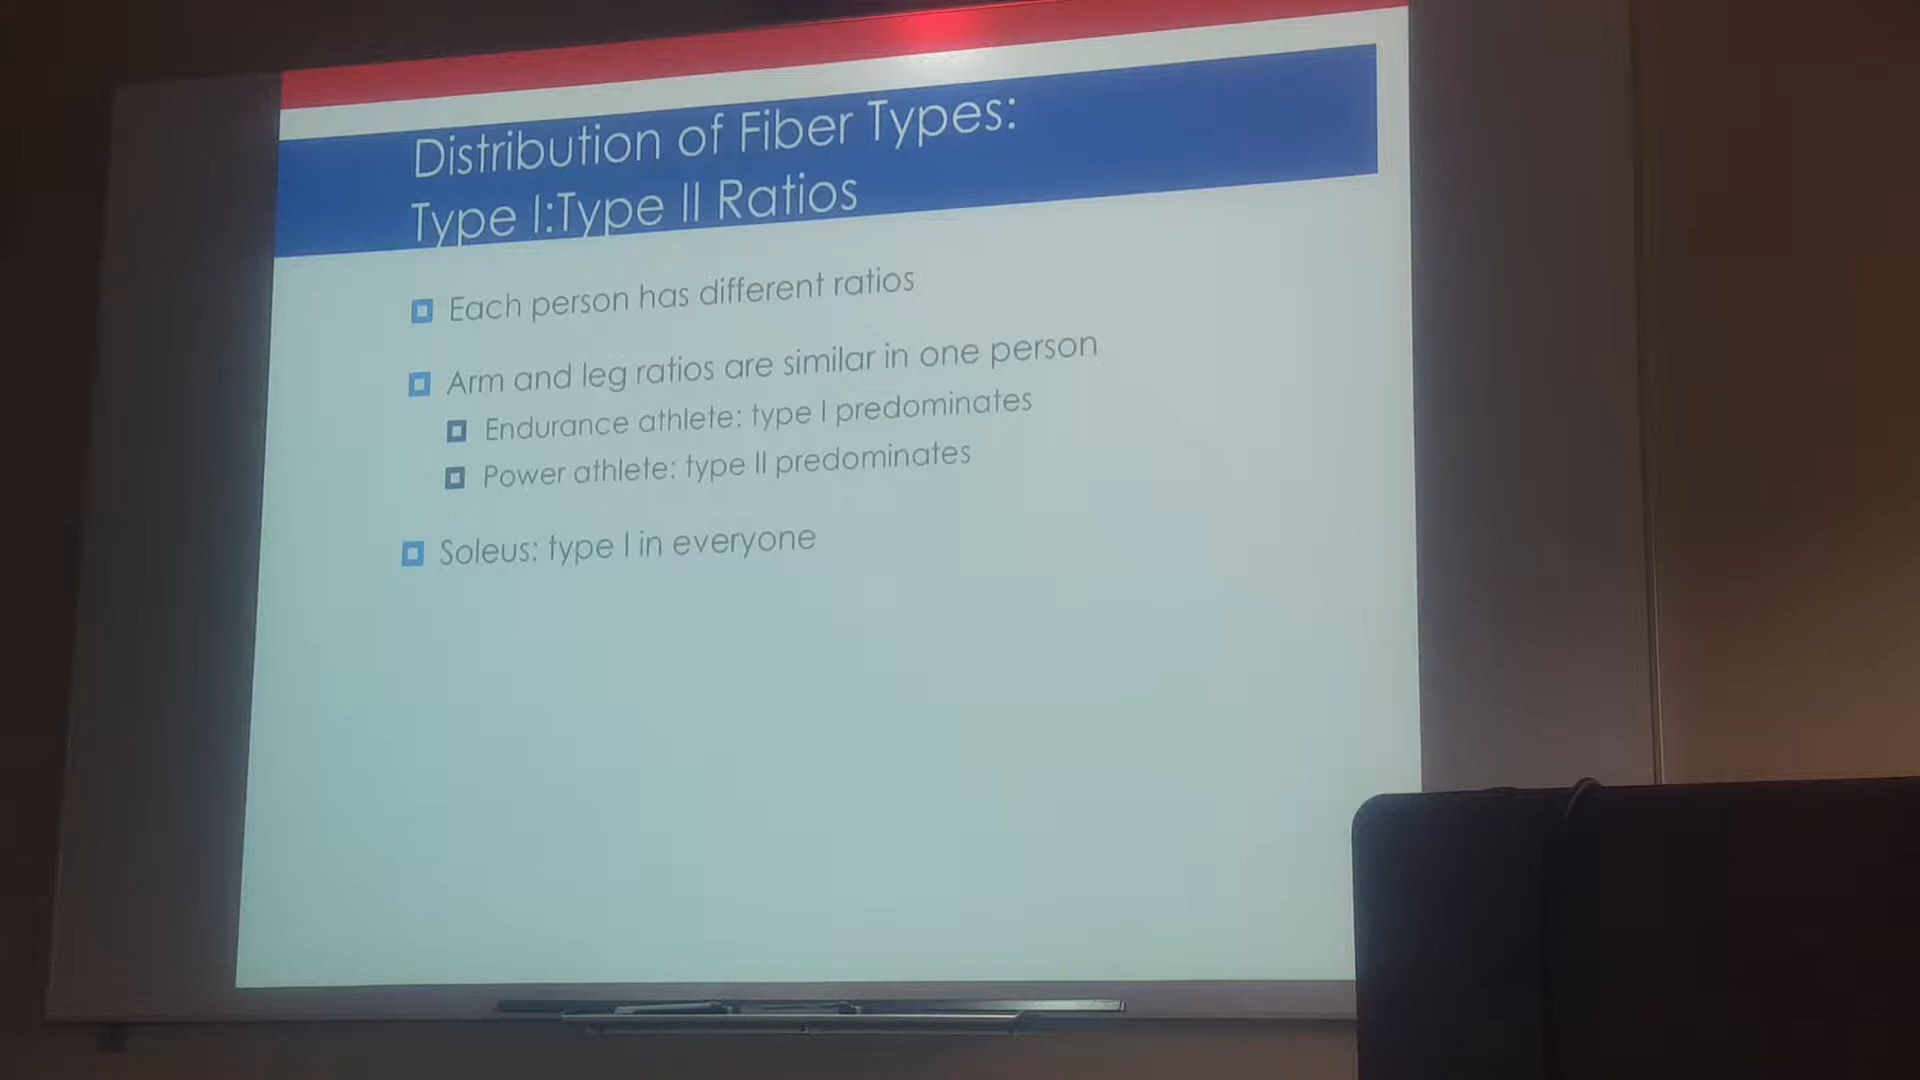 Distribution of Fiber Types:
Type I:Type II Ratios
Each person has different ratios
Arm and leg ratios are similar in one person
Endurance athlete: type I predominates
Power athlete: type II predominates
Soleus: type I in everyone